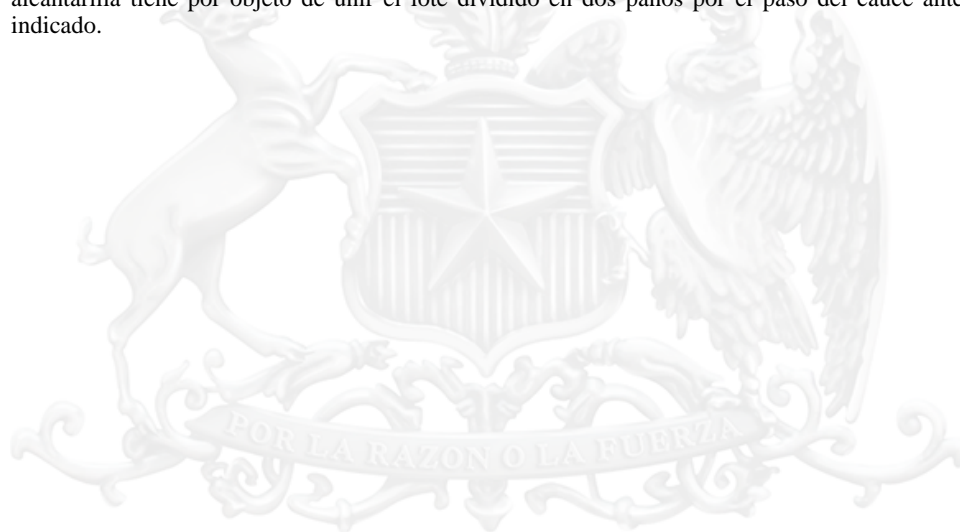 alcantarilla tiene por objeto de unir el lote dividido en dos paños por el paso del cauce ante
indicado.
POR LA RAZON O LA FUERZA